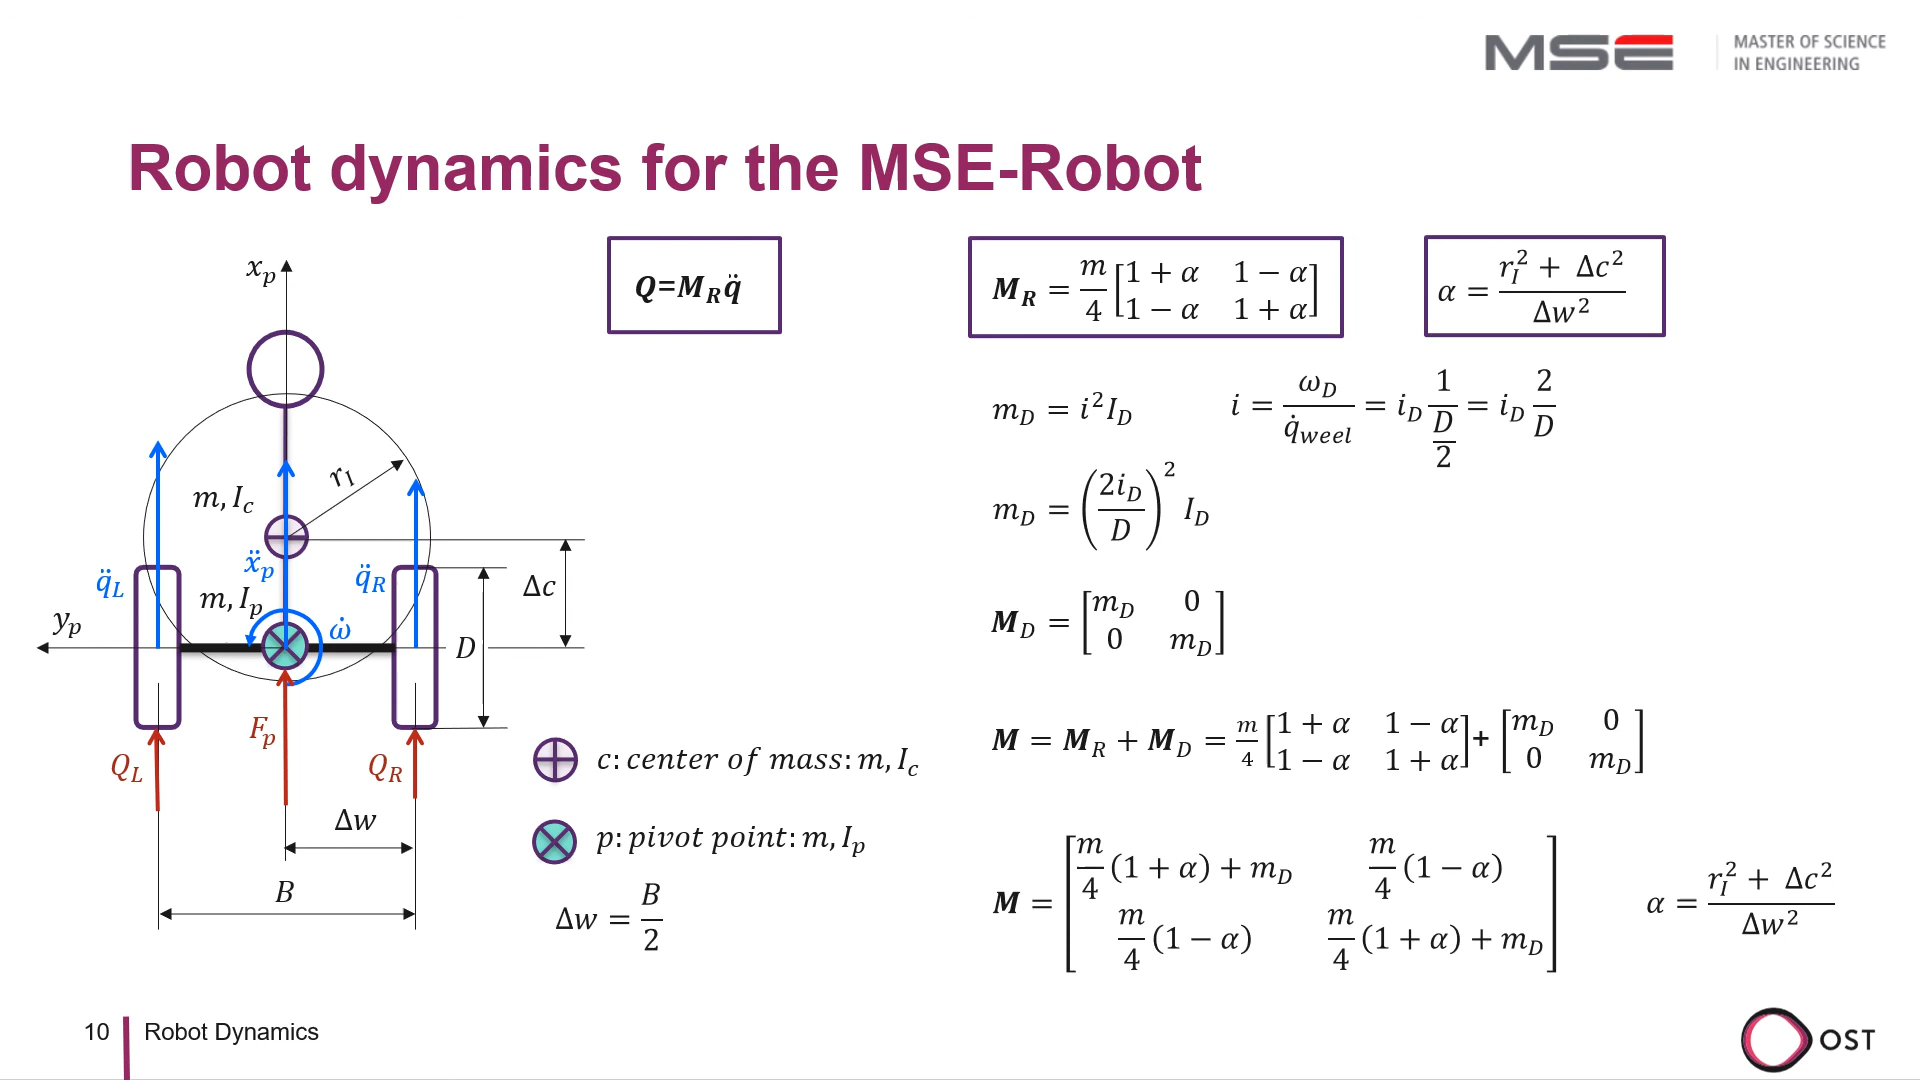 MSE
MASTER OF SCIENCE
IN ENGINEERING
Robot dynamics for the MSE-Robot
Q=M_R q̈
M_R = m/4 [1 + α 1 − α; 1 − α 1 + α]
α = (r_I² + Δc²)/Δw²
m_D = i² I_D
i = ω_D/q̇_weel = i_D 1/(D/2) = i_D 2/D
m_D = (2i_D/D)² I_D
M_D = [m_D 0; 0 m_D]
M = M_R + M_D = m/4 [1 + α 1 − α; 1 − α 1 + α] + [m_D 0; 0 m_D]
M = [m/4 (1 + α) + m_D m/4 (1 − α); m/4 (1 − α) m/4 (1 + α) + m_D]
α = (r_I² + Δc²)/Δw²
x_p
r_I
m, I_c
ẍ_p
q̈_L
q̈_R
Δc
m, I_p
ω̇
y_p
D
F_p
Q_L
Q_R
Δw
B
c: center of mass: m, I_c
p: pivot point: m, I_p
Δw = B/2
10
Robot Dynamics
OST